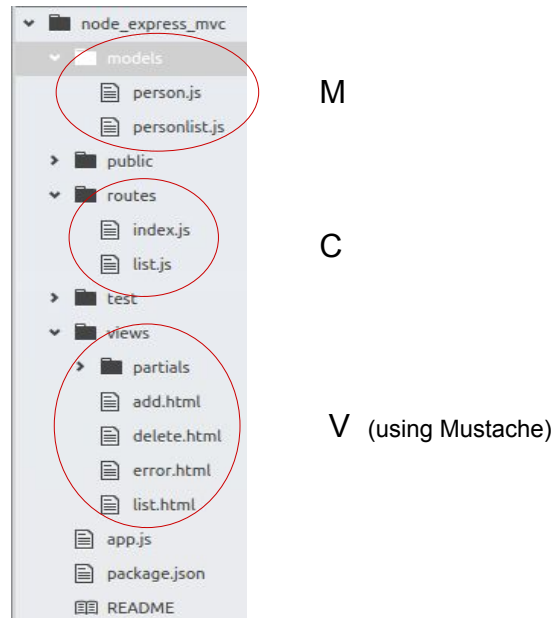 node_express_mvc
models
person.js
M
personlist.js
public
routes
index.js
C
list.js
test
views
partials
add.html
delete.html
V (using Mustache)
error.html
list.html
app.js
package.json
README